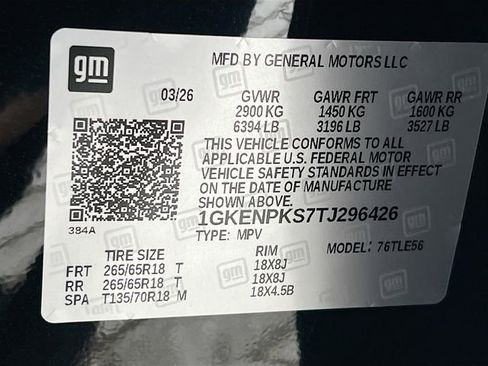 gm
MFD BY GENERAL MOTORS LLC
03/26 GVWR GAWR FRT GAWR RR
2900 KG 1450 KG 1600 KG
6394 LB 3196 LB 3527 LB
THIS VEHICLE CONFORMS TO ALL
APPLICABLE U.S. FEDERAL MOTOR
VEHICLE SAFETY STANDARDS IN EFFECT
ON THE DATE OF MANUFACTURE
SHOWN ABOVE.
1GKENPKS7TJ296426
384A
TYPE: MPV MODEL: 76TLE56
TIRE SIZE RIM
FRT 265/65R18 T 18X8J
RR 265/65R18 T 18X8J
SPA T135/70R18 M 18X4.5B